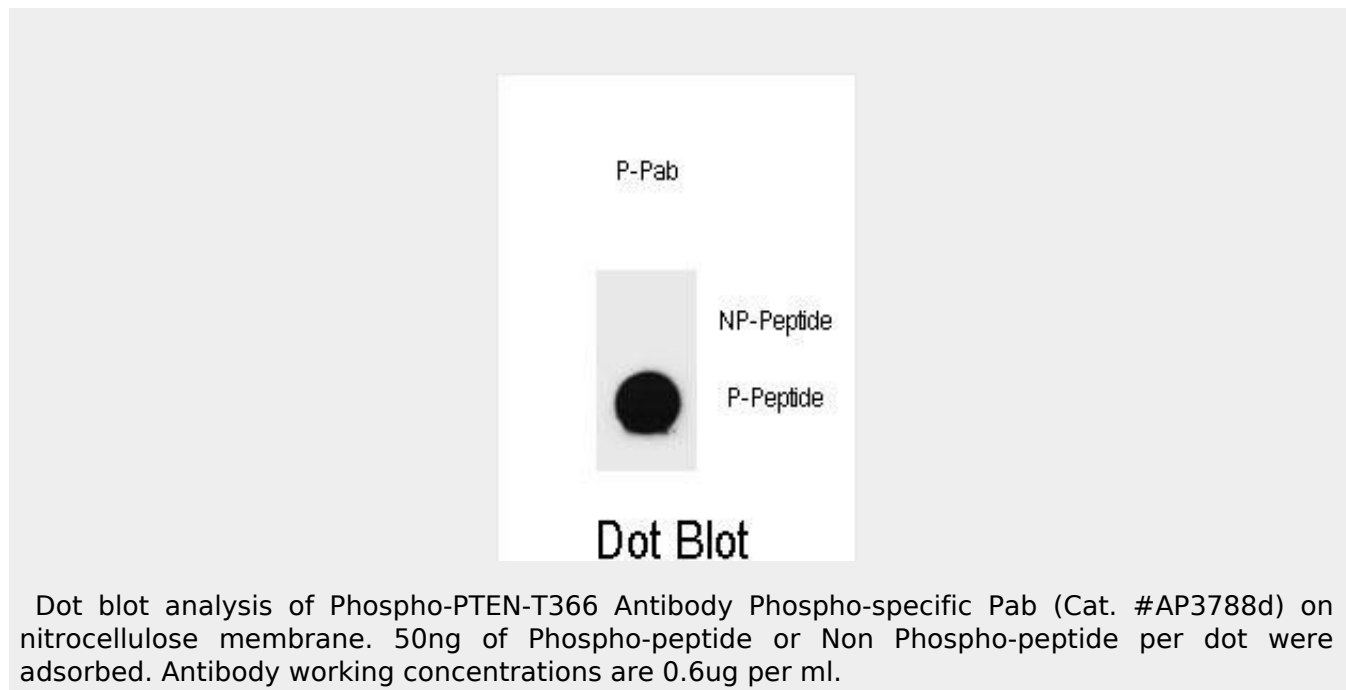 P-Pab
NP-Peptide
P-Peptide
Dot Blot
Dot blot analysis of Phospho-PTEN-T366 Antibody Phospho-specific Pab (Cat. #AP3788d) on
nitrocellulose membrane. 50ng of Phospho-peptide or Non Phospho-peptide per dot were
adsorbed. Antibody working concentrations are 0.6ug per ml.